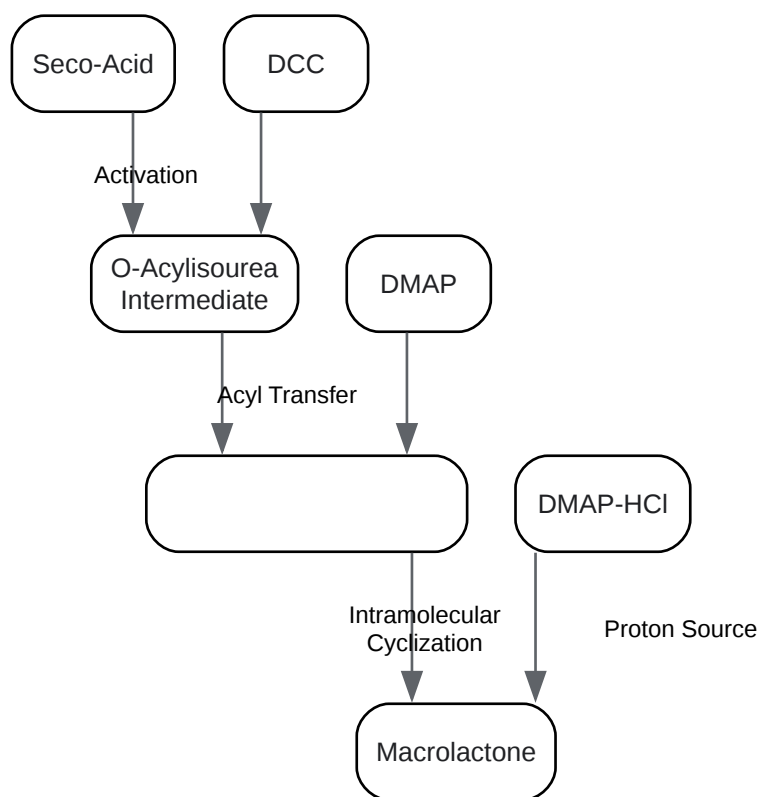 Seco-Acid
DCC
Activation
O-Acylisourea
Intermediate
DMAP
Acyl Transfer
DMAP-HCl
Intramolecular
Cyclization
Proton Source
Macrolactone